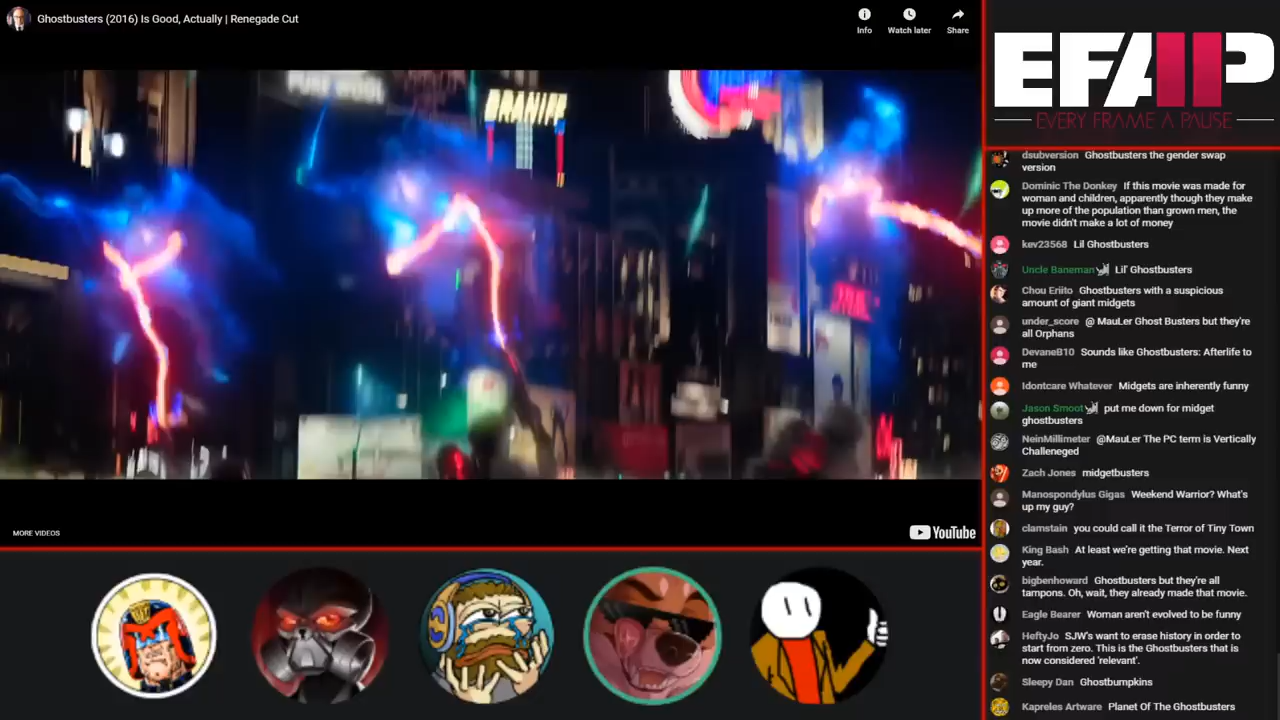 Ghostbusters (2016) Is Good, Actually | Renegade Cut
Info
Watch later
Share
PURE WOOL
BRANIFF
MORE VIDEOS
YouTube
EFAP
EVERY FRAME A PAUSE
dsubversion Ghostbusters the gender swap
version
Dominic The Donkey If this movie was made for
woman and children, apparently though they make
up more of the population than grown men, the
movie didn't make a lot of money
kev23568 Lil Ghostbusters
Uncle Baneman Lil' Ghostbusters
Chou Eriito Ghostbusters with a suspicious
amount of giant midgets
under_score @ MauLer Ghost Busters but they're
all Orphans
DevaneB10 Sounds like Ghostbusters: Afterlife to
me
Idontcare Whatever Midgets are inherently funny
Jason Smoot put me down for midget
ghostbusters
NeinMillimeter @MauLer The PC term is Vertically
Challeneged
Zach Jones midgetbusters
Manospondylus Gigas Weekend Warrior? What's
up my guy?
clamstain you could call it the Terror of Tiny Town
King Bash At least we're getting that movie. Next
year.
bigbenhoward Ghostbusters but they're all
tampons. Oh, wait, they already made that movie.
Eagle Bearer Woman aren't evolved to be funny
HeftyJo SJW's want to erase history in order to
start from zero. This is the Ghostbusters that is
now considered 'relevant'.
Sleepy Dan Ghostbumpkins
Kapreles Artware Planet Of The Ghostbusters